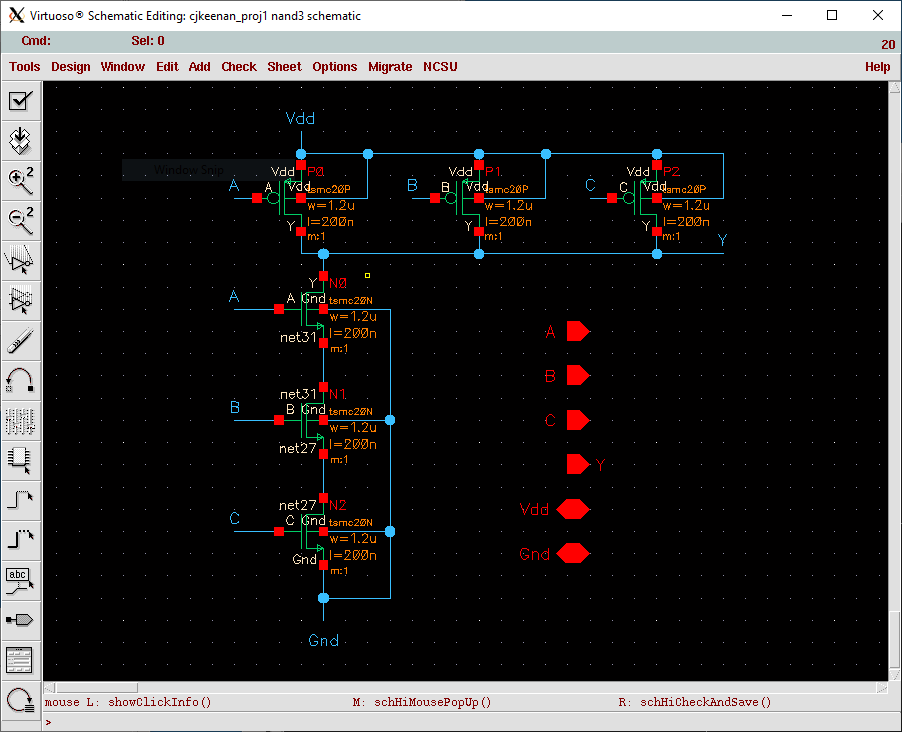 Virtuoso® Schematic Editing: cjkeenan_proj1 nand3 schematic
Cmd: Sel: 0 20
Tools Design Window Edit Add Check Sheet Options Migrate NCSU Help
Vdd
Window Snip
Vdd P0 Vdd P1 Vdd P2
A A Vdd tsmc20P B B Vdd tsmc20P C C Vdd tsmc20P
w=1.2u w=1.2u w=1.2u
l=200n l=200n l=200n
Y m:1 Y m:1 Y m:1 Y
Y N0
A A Gnd tsmc20N
w=1.2u
net31 l=200n
m:1
A
B
net31 N1
B B Gnd tsmc20N
w=1.2u
net27 l=200n
m:1
C
Y
net27 N2
C C Gnd tsmc20N
w=1.2u
Gnd l=200n
m:1
Vdd
Gnd
Gnd
2
2
abc
mouse L: showClickInfo() M: schHiMousePopUp() R: schHiCheckAndSave()
>